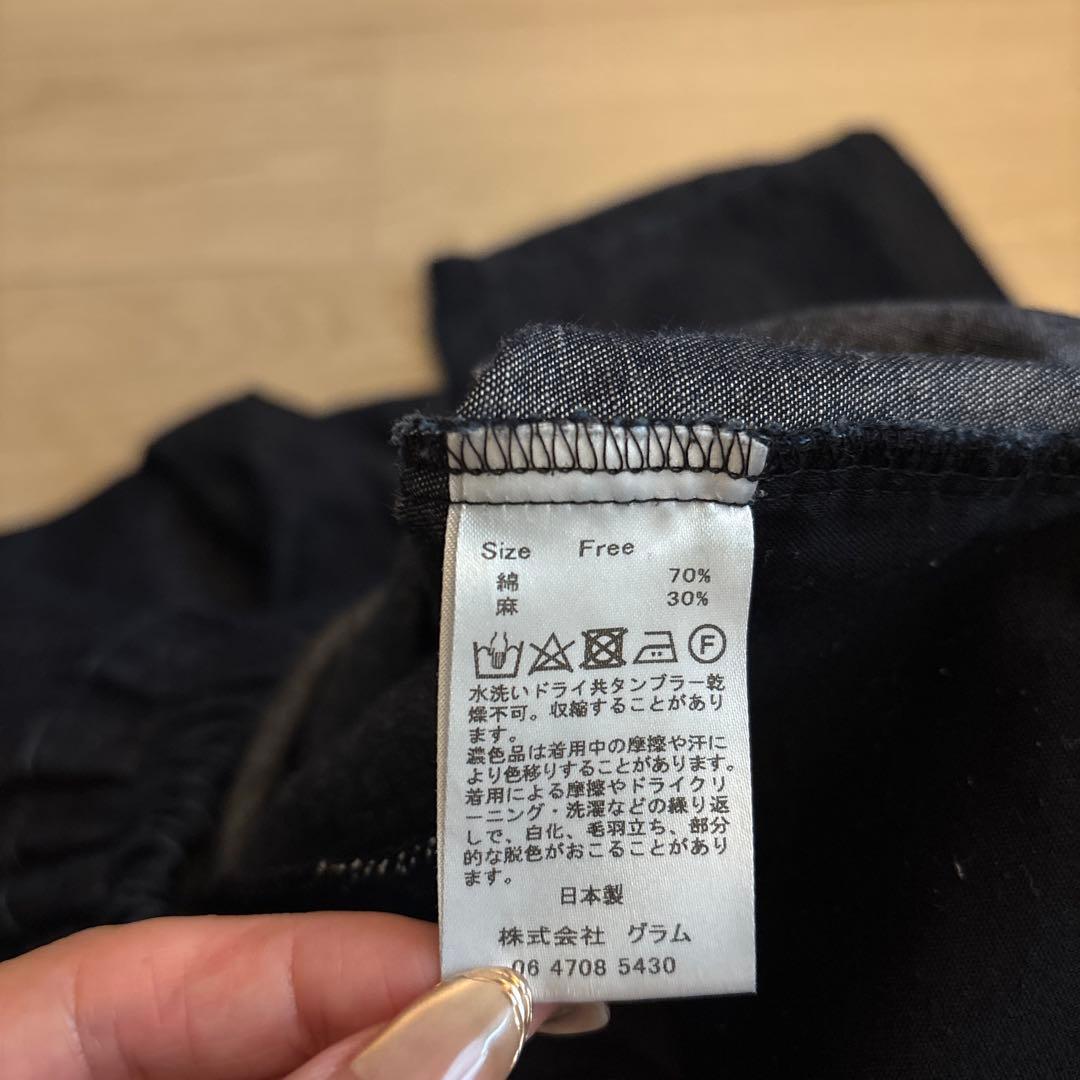 Size Free
綿 70%
麻 30%
F
水洗いドライ共タンブラー乾
燥不可。収縮することがあり
ます。
濃色品は着用中の摩擦や汗に
より色移りすることがあります。
着用による摩擦やドライクリ
ーニング・洗濯などの繰り返
しで、白化、毛羽立ち、部分
的な脱色がおこることがあり
ます。
日本製
株式会社 グラム
06 4708 5430